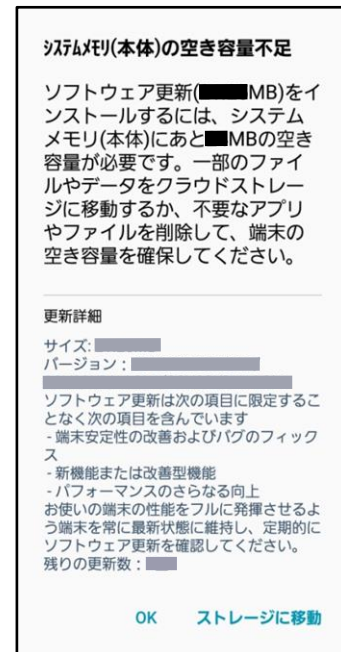 ｼｽﾃﾑﾒﾓﾘ(本体)の空き容量不足
ソフトウェア更新(MB)をイ
ンストールするには、システム
メモリ(本体)にあとMBの空き
容量が必要です。一部のファイ
ルやデータをクラウドストレー
ジに移動するか、不要なアプリ
やファイルを削除して、端末の
空き容量を確保してください。
更新詳細
サイズ:
バージョン：
ソフトウェア更新は次の項目に限定するこ
となく次の項目を含んでいます
- 端末安定性の改善およびバグのフィック
ス
- 新機能または改善型機能
- パフォーマンスのさらなる向上
お使いの端末の性能をフルに発揮させるよ
う端末を常に最新状態に維持し、定期的に
ソフトウェア更新を確認してください。
残りの更新数：
OK ストレージに移動